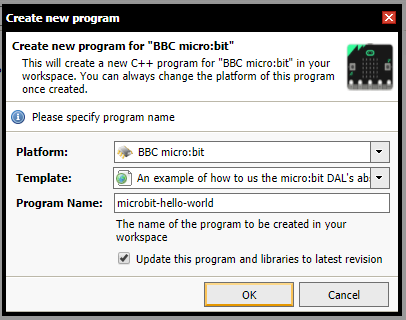 Create new program
Create new program for "BBC micro:bit"
This will create a new C++ program for "BBC micro:bit" in your
workspace. You can always change the platform of this program
once created.
Please specify program name
Platform: BBC micro:bit
Template: An example of how to us the micro:bit DAL's abs
Program Name: microbit-hello-world
The name of the program to be created in your
workspace
Update this program and libraries to latest revision
OK Cancel